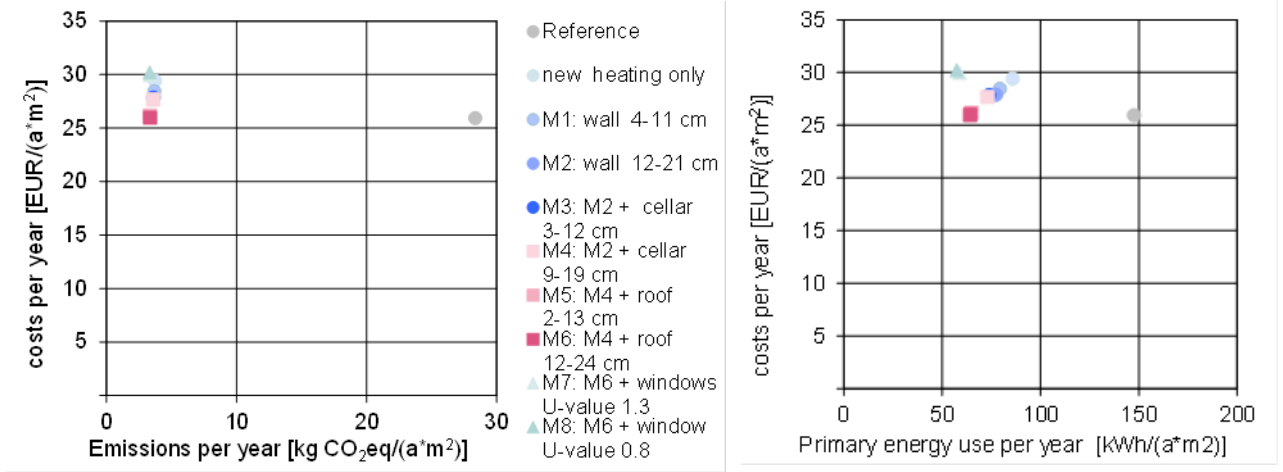 35
30
25
20
15
10
5
costs per year [EUR/(a*m²)]
0
10
20
30
Emissions per year [kg CO₂eq/(a*m²)]
Reference
new heating only
M1: wall 4-11 cm
M2: wall 12-21 cm
M3: M2 + cellar
3-12 cm
M4: M2 + cellar
9-19 cm
M5: M4 + roof
2-13 cm
M6: M4 + roof
12-24 cm
M7: M6 + windows
U-value 1.3
M8: M6 + window
U-value 0.8
35
30
25
20
15
10
5
costs per year [EUR/(a*m²)]
0
50
100
150
200
Primary energy use per year [kWh/(a*m2)]